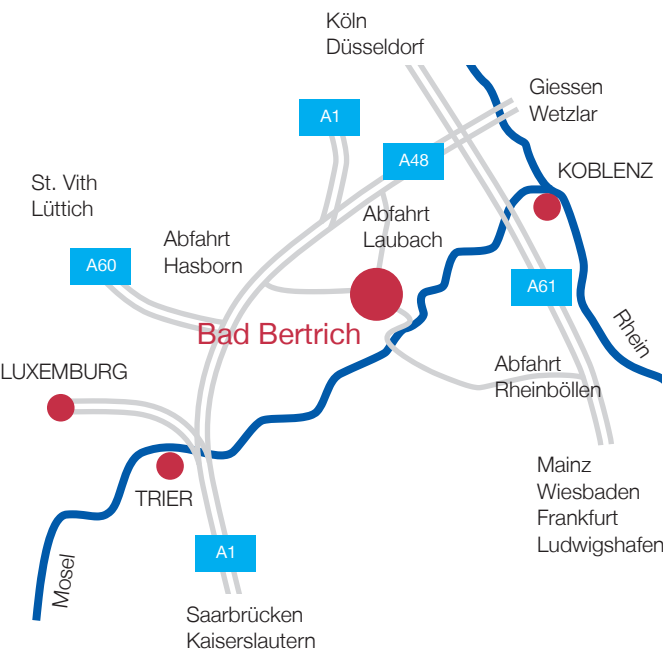 Köln
Düsseldorf
Giessen
Wetzlar
A1
A48
KOBLENZ
St. Vith
Lüttich
Abfahrt
Laubach
Abfahrt
Hasborn
A60
A61
Rhein
Bad Bertrich
LUXEMBURG
Abfahrt
Rheinböllen
TRIER
Mainz
Wiesbaden
Frankfurt
Ludwigshafen
A1
Mosel
Saarbrücken
Kaiserslautern